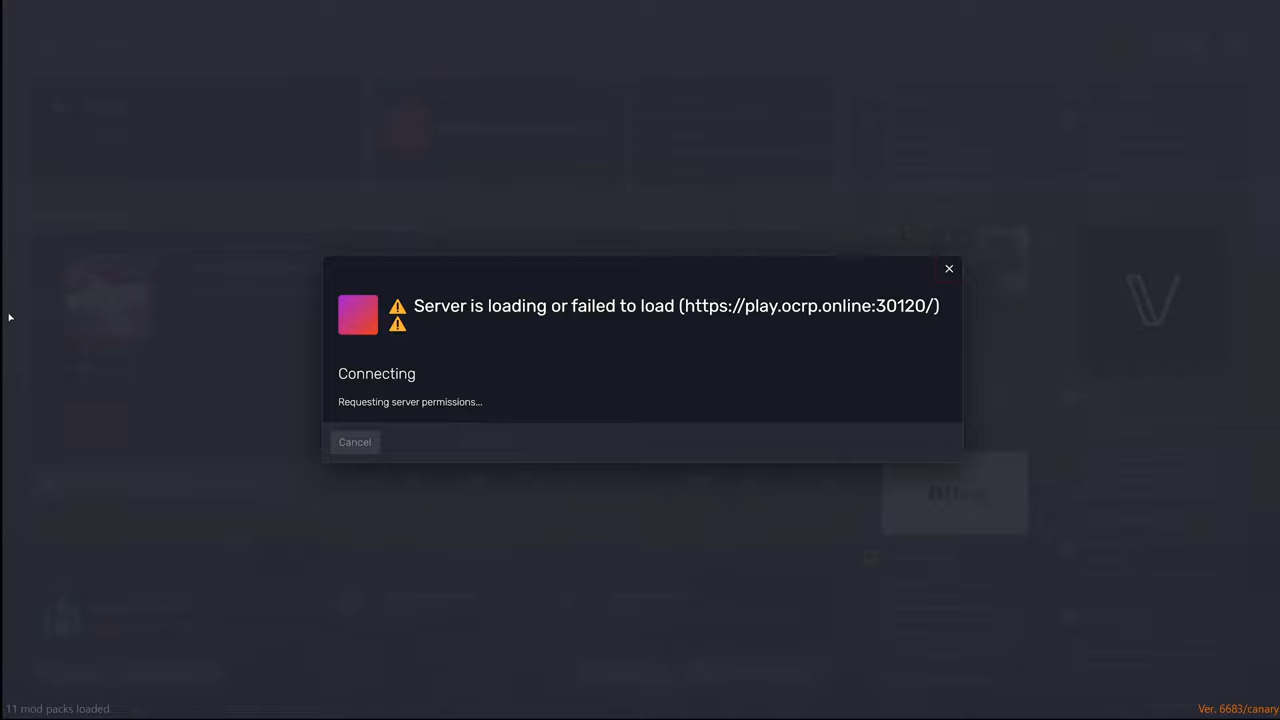 Server is loading or failed to load (https://play.ocrp.online:30120/)
Connecting
Requesting server permissions...
Cancel
11 mod packs loaded
Ver. 6683/canary